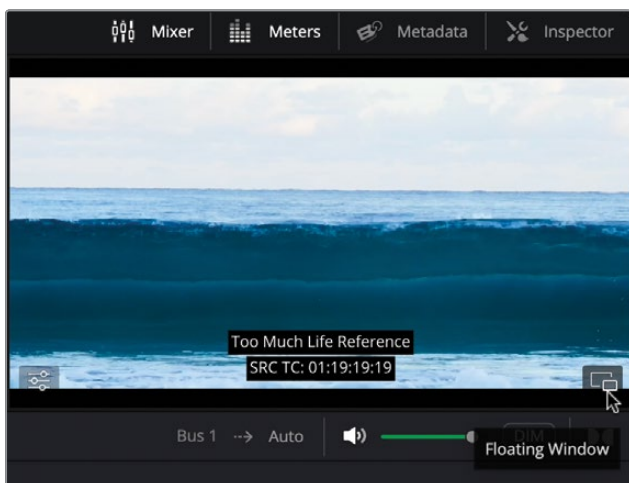 Mixer Meters Metadata Inspector
Too Much Life Reference
SRC TC: 01:19:19:19
Bus 1 Auto DIM
Floating Window